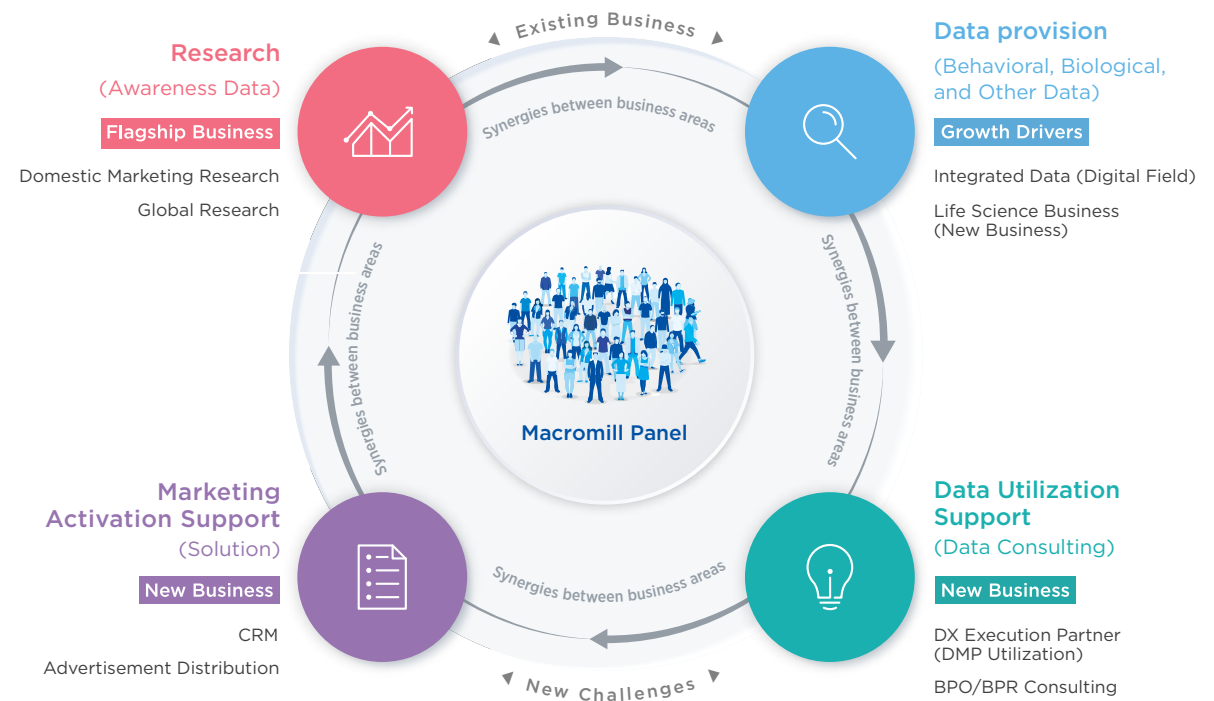 Existing Business
Research
(Awareness Data)
Flagship Business
Domestic Marketing Research
Global Research
Data provision
(Behavioral, Biological,
and Other Data)
Growth Drivers
Integrated Data (Digital Field)
Life Science Business
(New Business)
Synergies between business areas
Synergies between business areas
Synergies between business areas
Macromill Panel
Marketing
Activation Support
(Solution)
New Business
CRM
Advertisement Distribution
Data Utilization
Support
(Data Consulting)
New Business
DX Execution Partner
(DMP Utilization)
BPO/BPR Consulting
Synergies between business areas
New Challenges